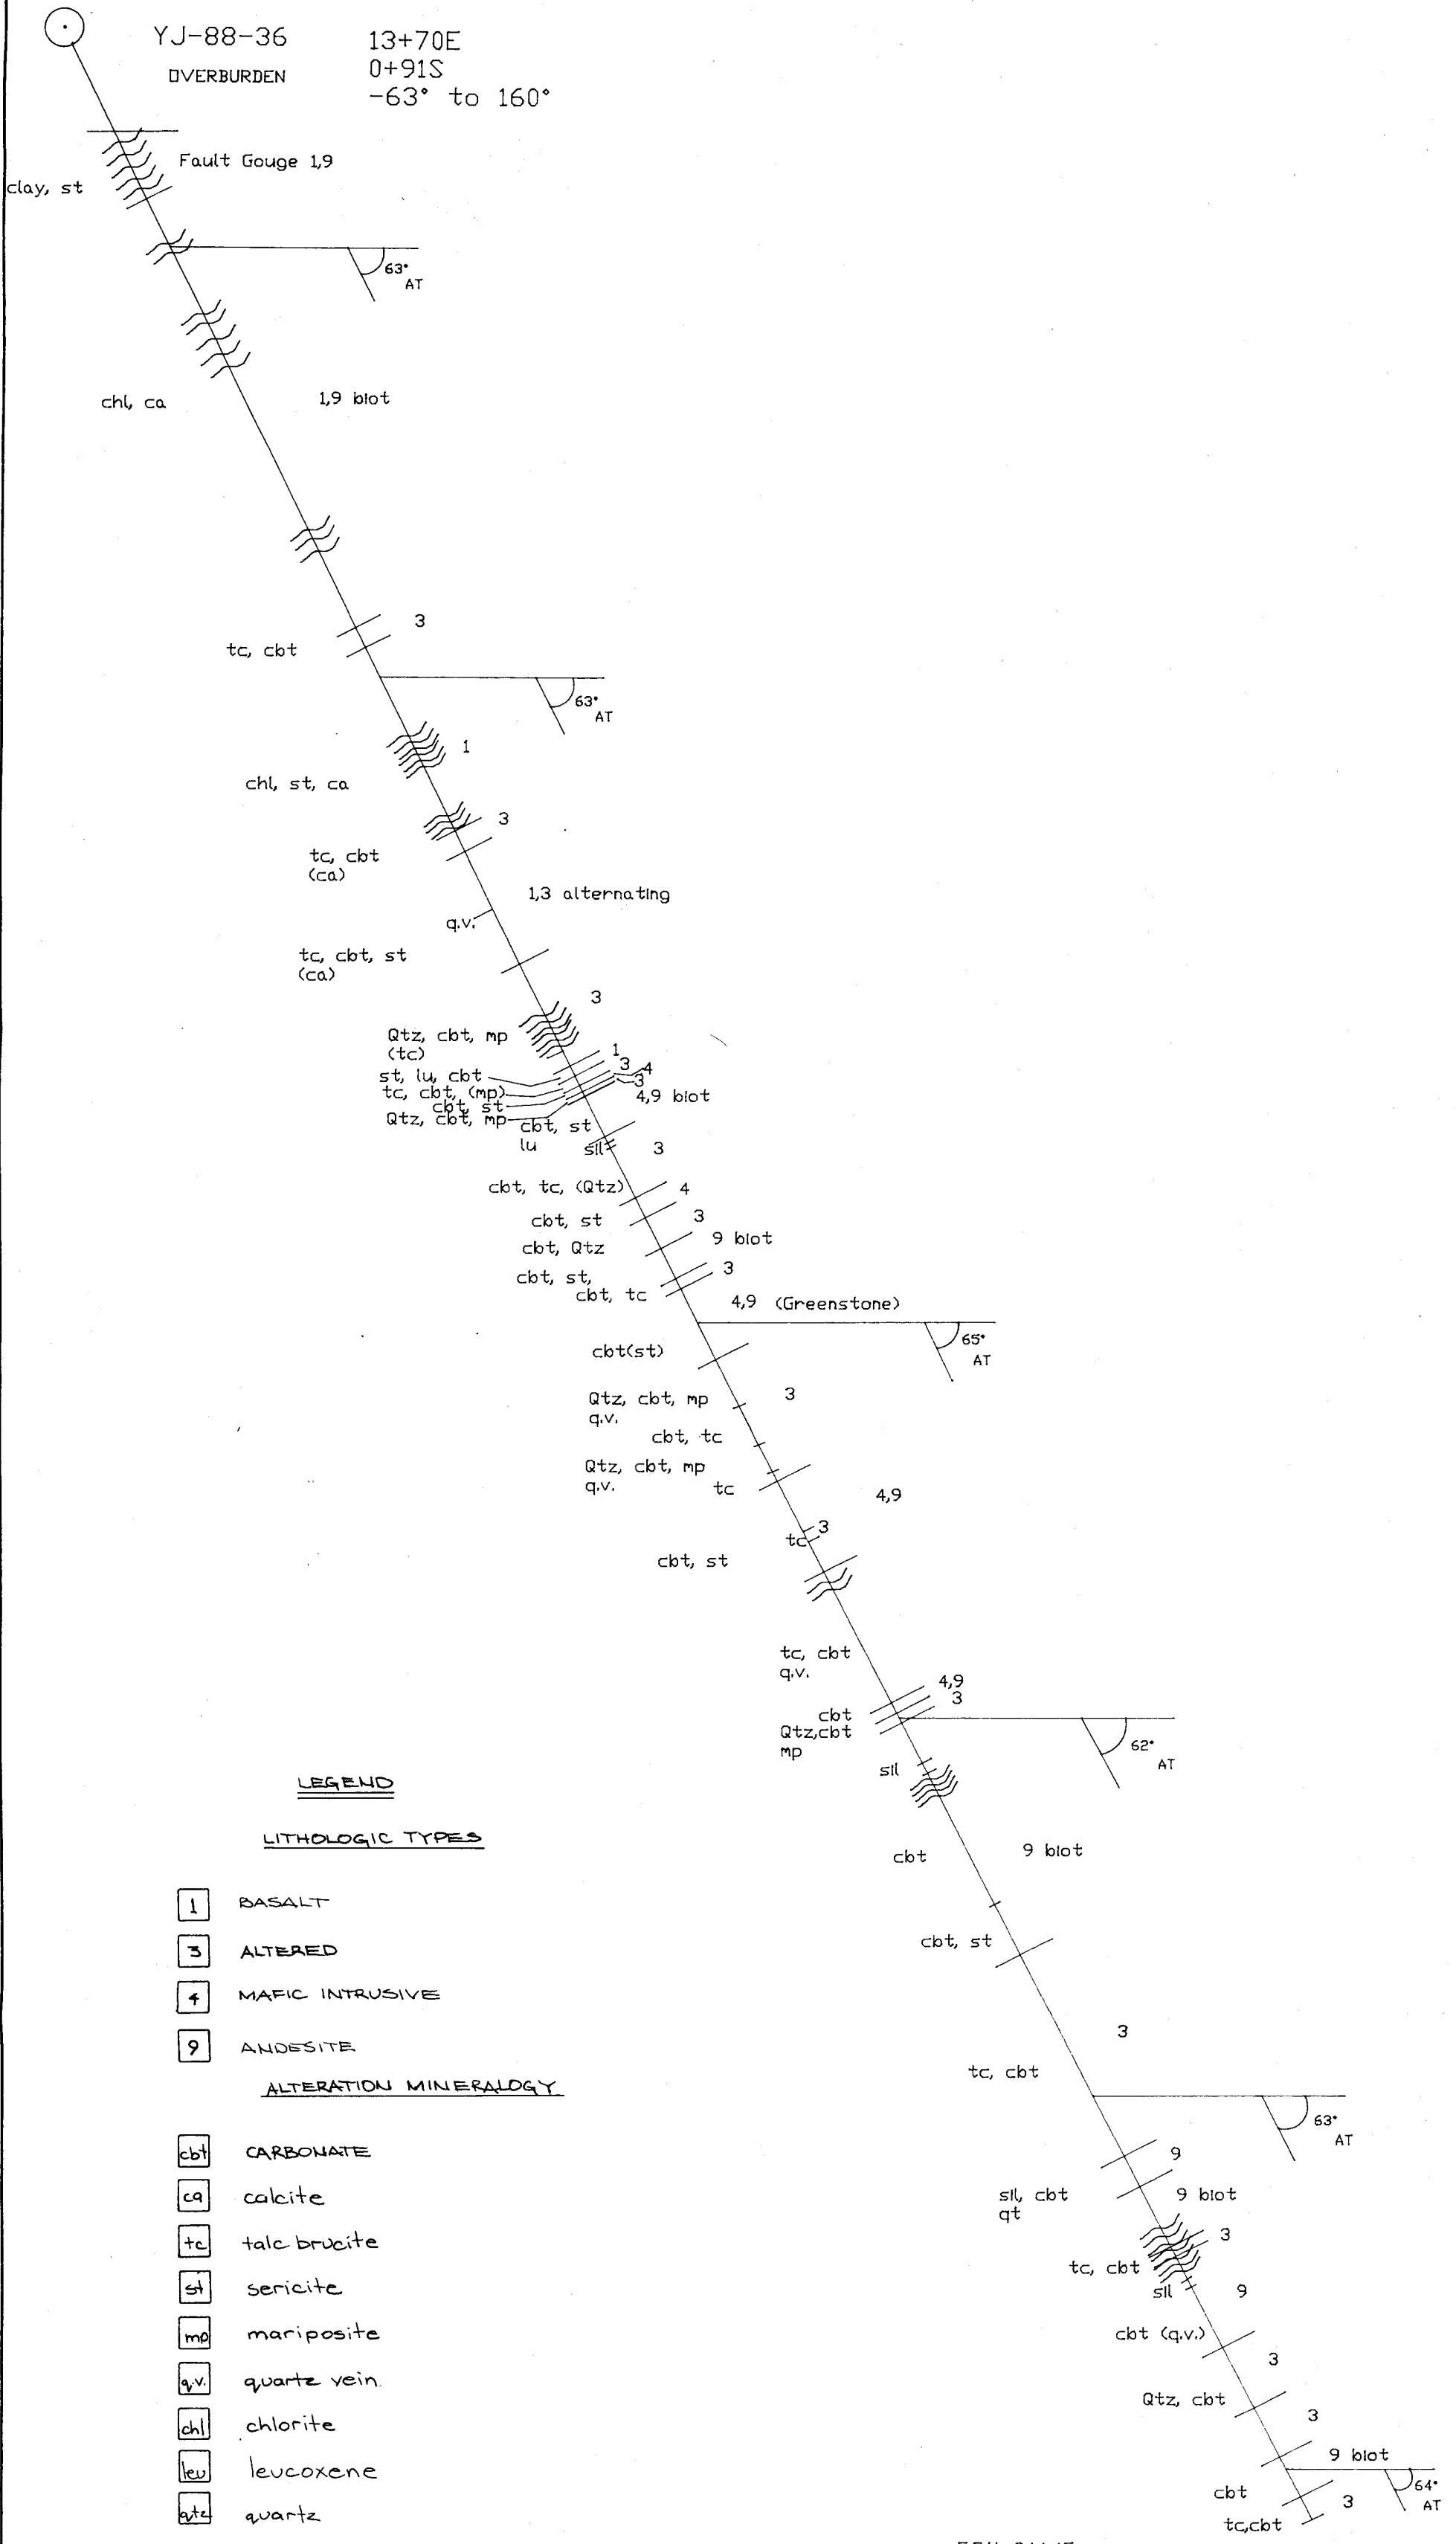 YJ-88-36
13+70E
OVERBURDEN
0+91S
-63° to 160°
Fault Gouge 1,9
clay, st
63°
AT
chl, ca
1,9 biot
3
tc, cbt
63°
AT
1
chl, st, ca
3
tc, cbt
(ca)
1,3 alternating
q.v.
tc, cbt, st
(ca)
3
Qtz, cbt, mp
(tc)
1
3
4
st, lu, cbt
3
tc, cbt, (mp)
4,9 biot
cbt, st
Qtz, cbt, mp
cbt, st
lu
sil
3
cbt, tc, (Qtz)
4
cbt, st
3
9 biot
cbt, Qtz
3
cbt, st,
cbt, tc
4,9 (Greenstone)
65°
AT
cbt(st)
3
Qtz, cbt, mp
q.v.
cbt, tc
Qtz, cbt, mp
q.v.
tc
4,9
3
tc
cbt, st
tc, cbt
q.v.
4,9
3
cbt
Qtz,cbt
mp
62°
AT
sil
cbt
9 biot
cbt, st
3
tc, cbt
63°
AT
9
sil, cbt
qt
9 biot
3
tc, cbt
sil
9
cbt (q.v.)
3
Qtz, cbt
3
9 biot
64°
AT
cbt
3
tc,cbt
LEGEND
LITHOLOGIC TYPES
1 BASALT
3 ALTERED
4 MAFIC INTRUSIVE
9 ANDESITE
ALTERATION MINERALOGY
cbt CARBONATE
ca calcite
tc talc brucite
st sericite
mp mariposite
q.v. quartz vein
chl chlorite
leu leucoxene
qtz quartz